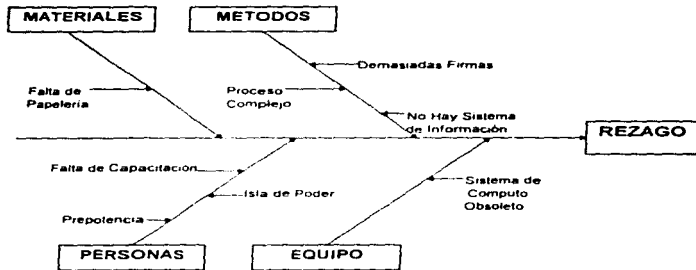 MATERIALES
METODOS
Demasiadas Firmas
Falta de
Papelería
Proceso
Complejo
No Hay Sistema
de Información
REZAGO
Falta de Capacitación
Isla de Poder
Prepotencia
Sistema de
Computo
Obsoleto
PERSONAS
EQUIPO